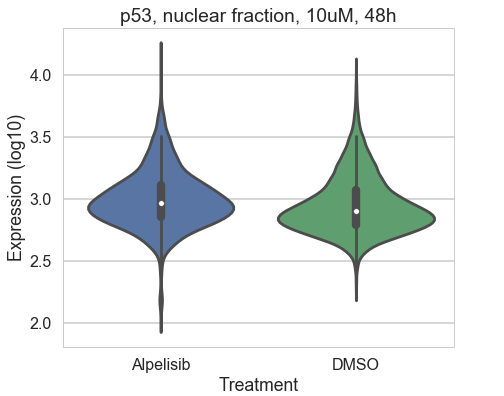 p53, nuclear fraction, 10uM, 48h
Expression (log10)
4.0
3.5
3.0
2.5
2.0
Alpelisib DMSO
Treatment